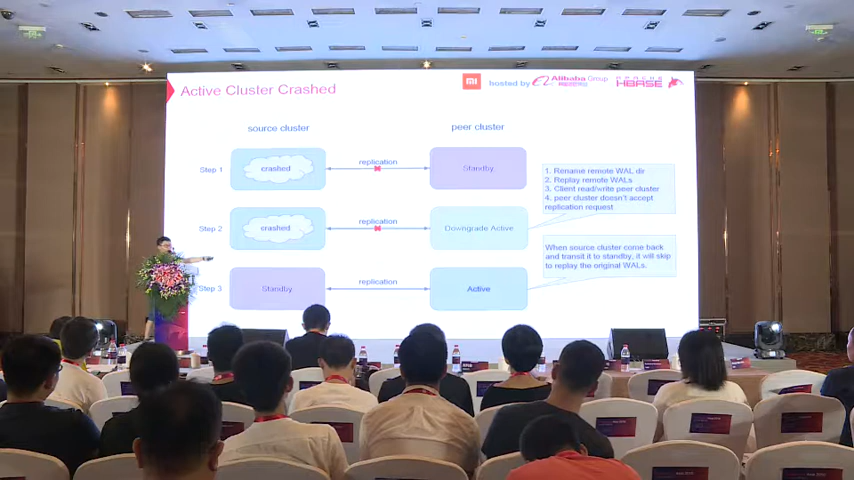 Active Cluster Crashed
mi
hosted by
Alibaba Group
APACHE
HBASE
source cluster
peer cluster
Step 1
crashed
replication
Standby
1. Rename remote WAL dir
2. Replay remote WALs
3. Client read/write peer cluster
4. peer cluster doesn't accept
replication request
Step 2
crashed
replication
Downgrade Active
When source cluster come back
and transit it to standby, it will skip
to replay the original WALs.
Step 3
Standby
replication
Active